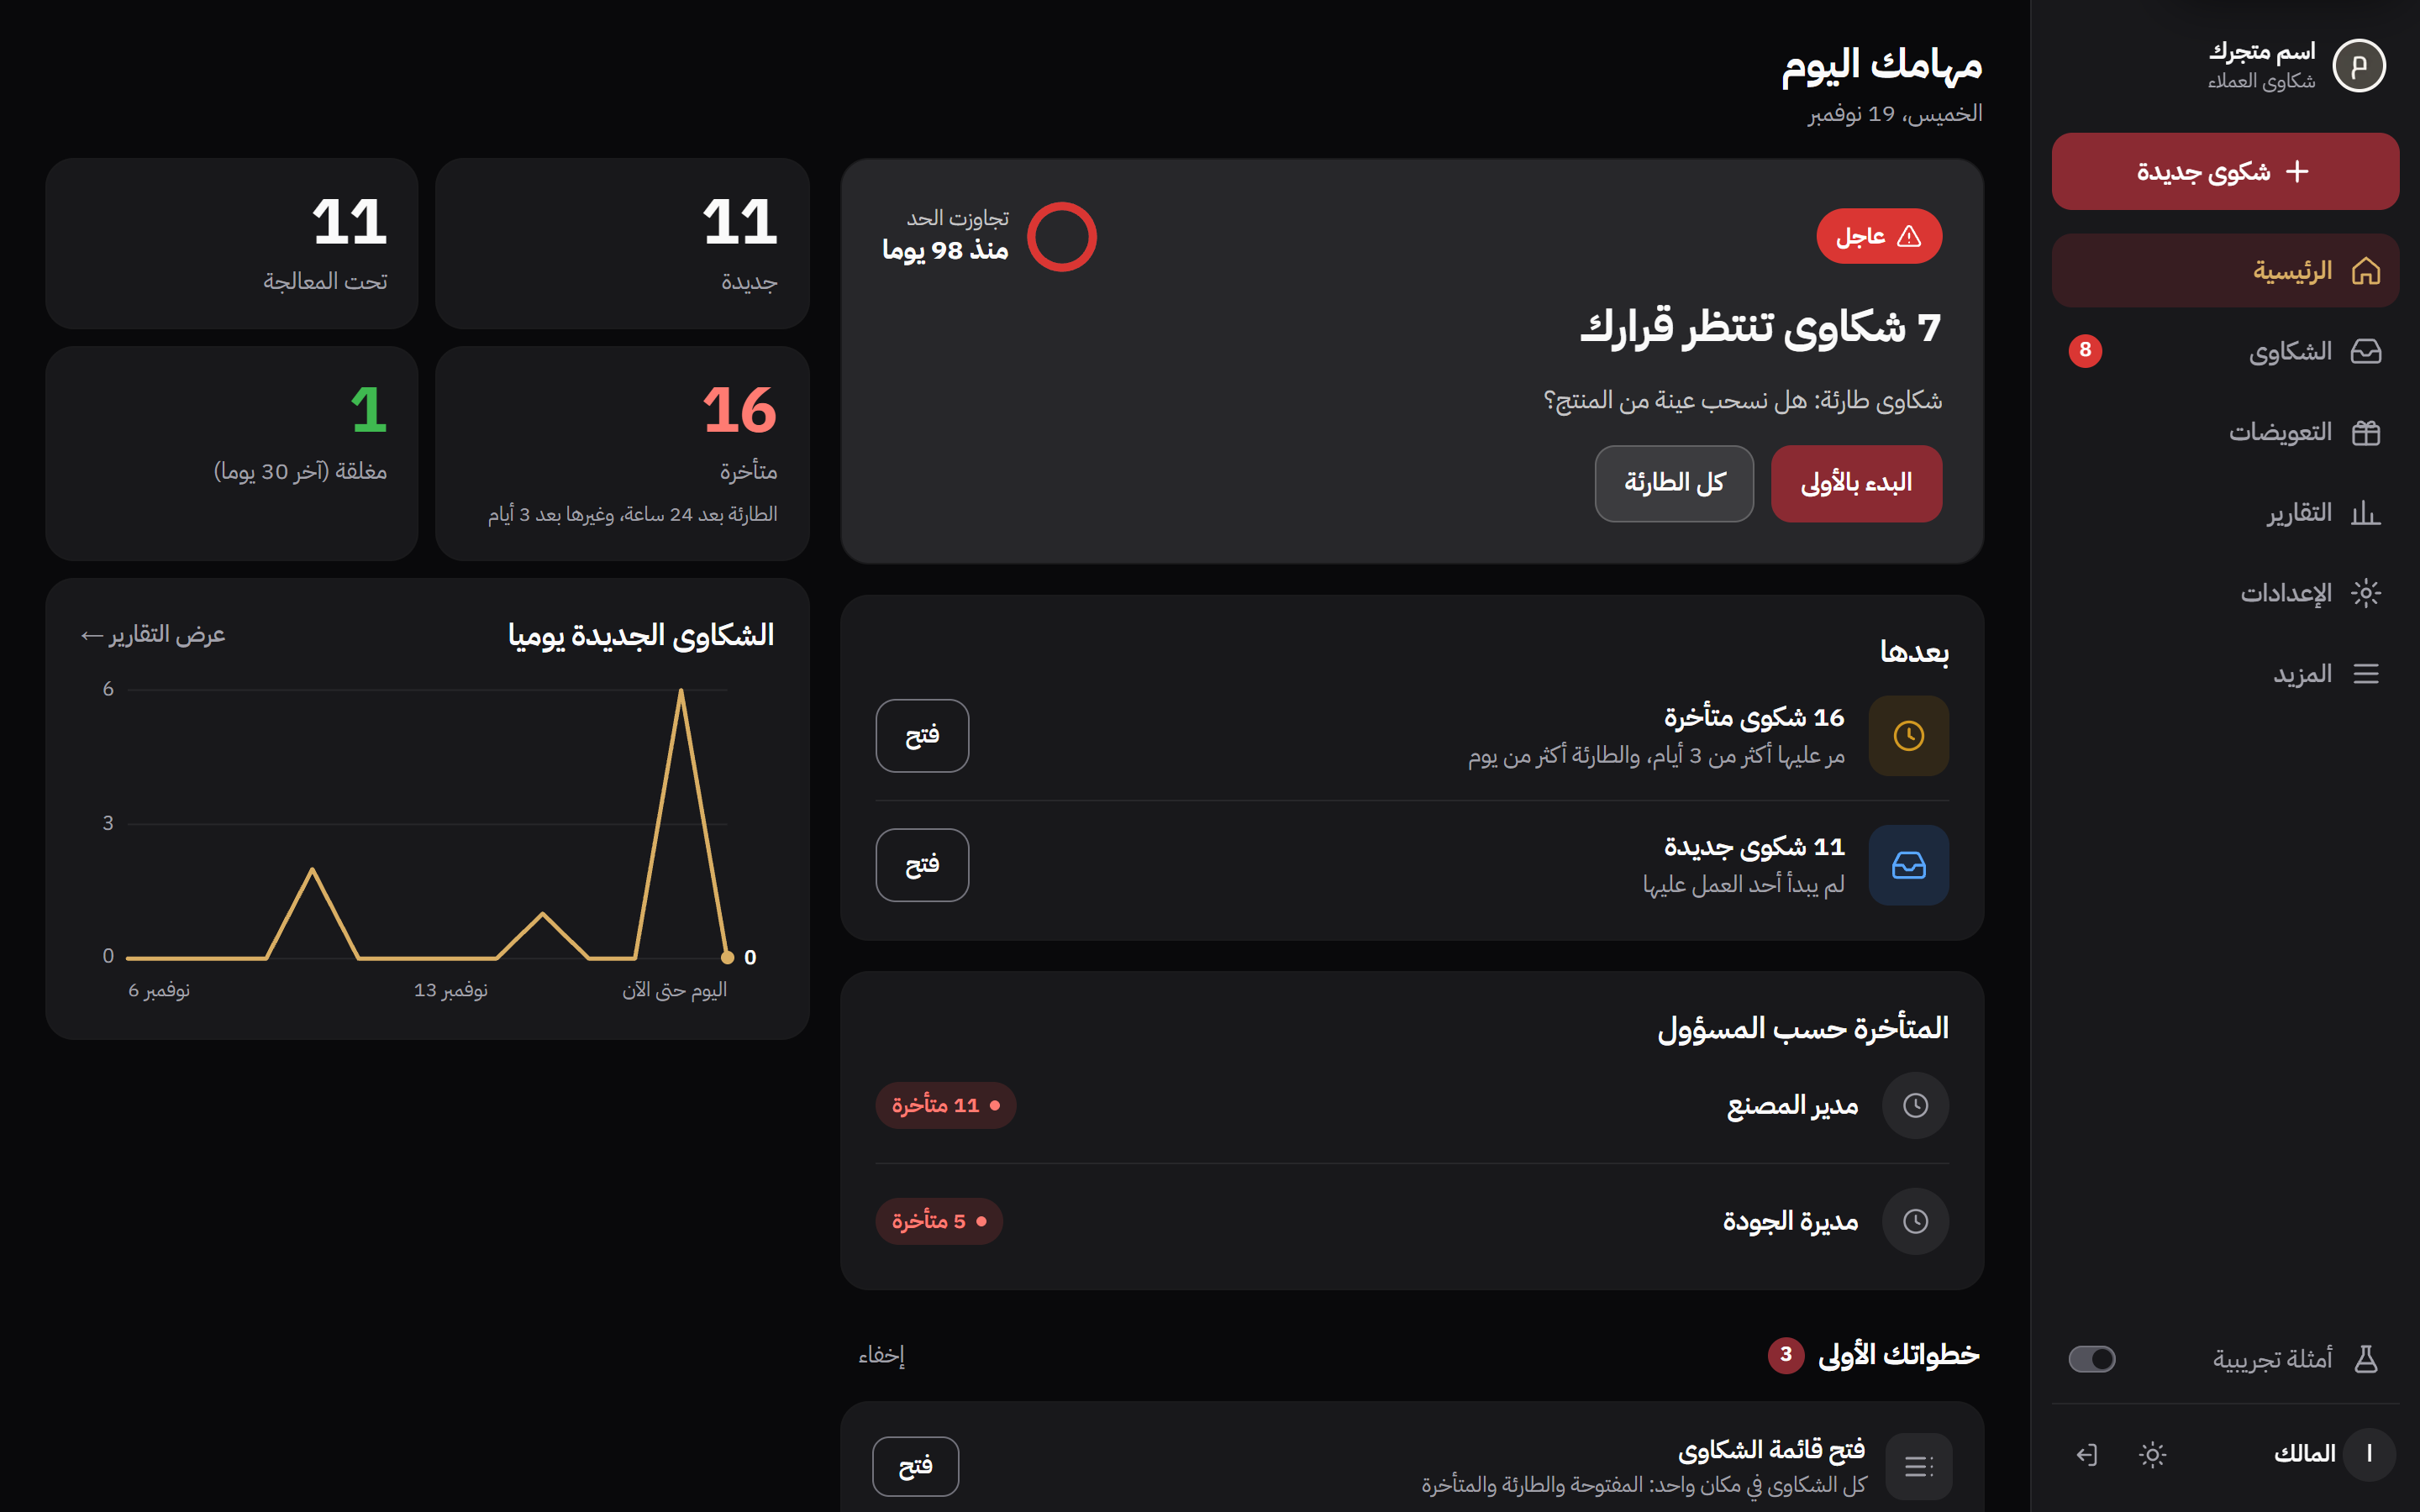 اسم متجرك
شكاوى العملاء
م
شكوى جديدة
الرئيسية
الشكاوى
8
التعويضات
التقارير
الإعدادات
المزيد
أمثلة تجريبية
ا
المالك
مهامك اليوم
الخميس، 19 نوفمبر
عاجل
تجاوزت الحد
منذ 98 يوما
7 شكاوى تنتظر قرارك
شكاوى طارئة: هل نسحب عينة من المنتج؟
البدء بالأولى
كل الطارئة
بعدها
16 شكوى متأخرة
مر عليها أكثر من 3 أيام، والطارئة أكثر من يوم
فتح
11 شكوى جديدة
لم يبدأ أحد العمل عليها
فتح
المتأخرة حسب المسؤول
مدير المصنع
11 متأخرة
مديرة الجودة
5 متأخرة
خطواتك الأولى
3
إخفاء
فتح قائمة الشكاوى
كل الشكاوى في مكان واحد: المفتوحة والطارئة والمتأخرة
فتح
11
جديدة
11
تحت المعالجة
16
متأخرة
الطارئة بعد 24 ساعة، وغيرها بعد 3 أيام
1
مغلقة (آخر 30 يوما)
الشكاوى الجديدة يوميا
عرض التقارير ←
6
3
0
0
6 نوفمبر
13 نوفمبر
اليوم حتى الآن